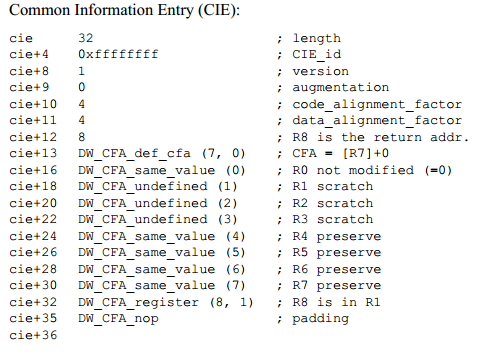 Common Information Entry (CIE):
cie 32 ; length
cie+4 0xffffffff ; CIE_id
cie+8 1 ; version
cie+9 0 ; augmentation
cie+10 4 ; code_alignment_factor
cie+11 4 ; data_alignment_factor
cie+12 8 ; R8 is the return addr.
cie+13 DW_CFA_def_cfa (7, 0) ; CFA = [R7]+0
cie+16 DW_CFA_same_value (0) ; R0 not modified (=0)
cie+18 DW_CFA_undefined (1) ; R1 scratch
cie+20 DW_CFA_undefined (2) ; R2 scratch
cie+22 DW_CFA_undefined (3) ; R3 scratch
cie+24 DW_CFA_same_value (4) ; R4 preserve
cie+26 DW_CFA_same_value (5) ; R5 preserve
cie+28 DW_CFA_same_value (6) ; R6 preserve
cie+30 DW_CFA_same_value (7) ; R7 preserve
cie+32 DW_CFA_register (8, 1) ; R8 is in R1
cie+35 DW_CFA_nop ; padding
cie+36